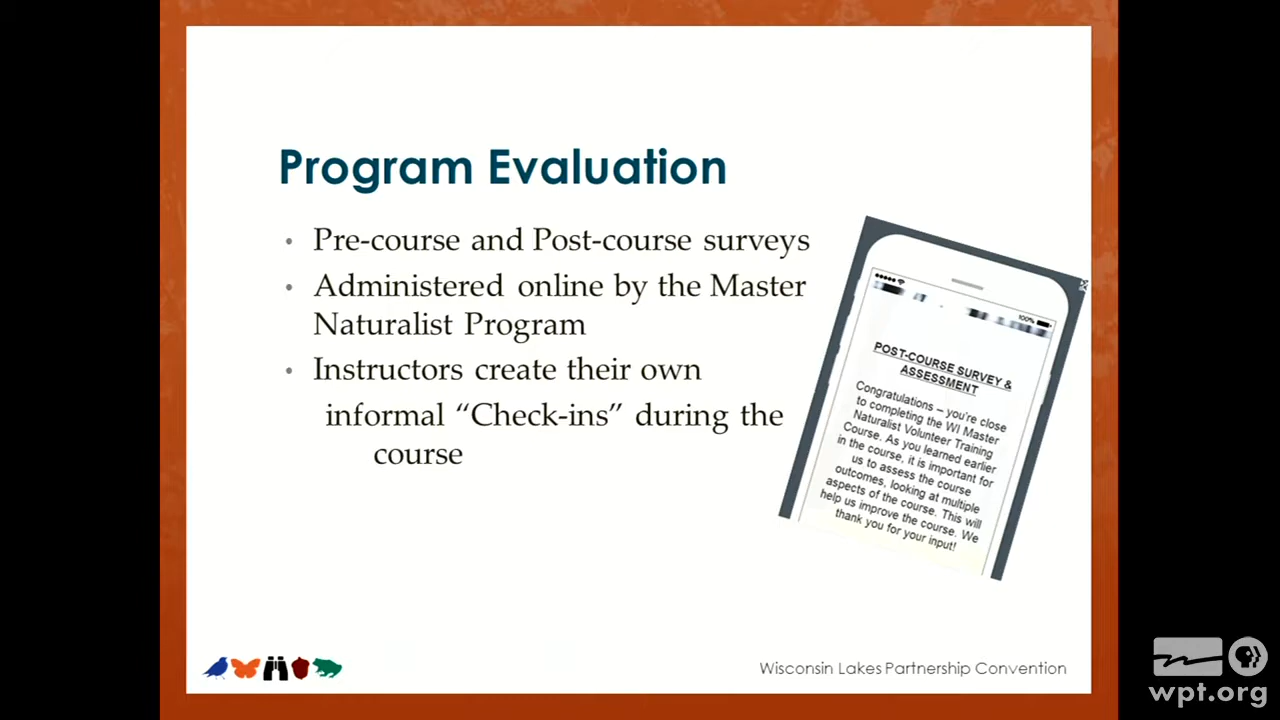 Program Evaluation
• Pre-course and Post-course surveys
• Administered online by the Master
Naturalist Program
• Instructors create their own
informal “Check-ins” during the
course
100%
POST-COURSE SURVEY &
ASSESSMENT
Congratulations – you're close
to completing the WI Master
Naturalist Volunteer Training
Course. As you learned earlier
in the course, it is important for
us to assess the course
outcomes, looking at multiple
aspects of the course. This will
help us improve the course. We
thank you for your input!
Wisconsin Lakes Partnership Convention
wpt.org